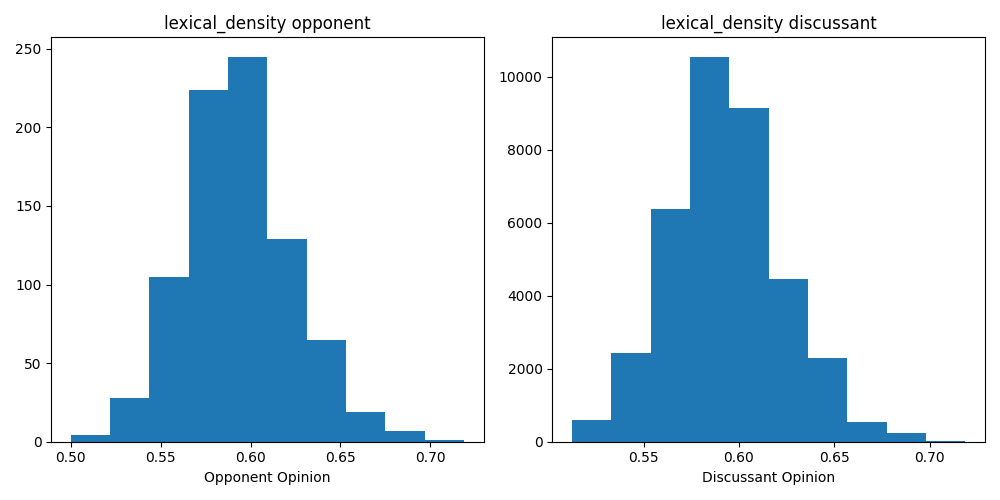 lexical_density opponent
250
200
150
100
50
0
0.50 0.55 0.60 0.65 0.70
Opponent Opinion
lexical_density discussant
10000
8000
6000
4000
2000
0
0.55 0.60 0.65 0.70
Discussant Opinion